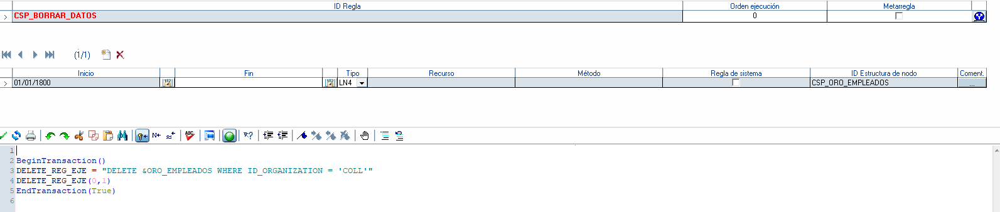 ID Regla Orden ejecución Metarregla
CSP_BORRAR_DATOS 0
(1/1)
Inicio Fin Tipo Recurso Método Regla de sistema ID Estructura de nodo Coment.
01/01/1800 LN4 CSP_ORO_EMPLEADOS ...
ABC N
1
2 BeginTransaction()
3 DELETE_REG_EJE = "DELETE &ORO_EMPLEADOS WHERE ID_ORGANIZATION = 'COLL'"
4 DELETE_REG_EJE(0,1)
5 EndTransaction(True)
6